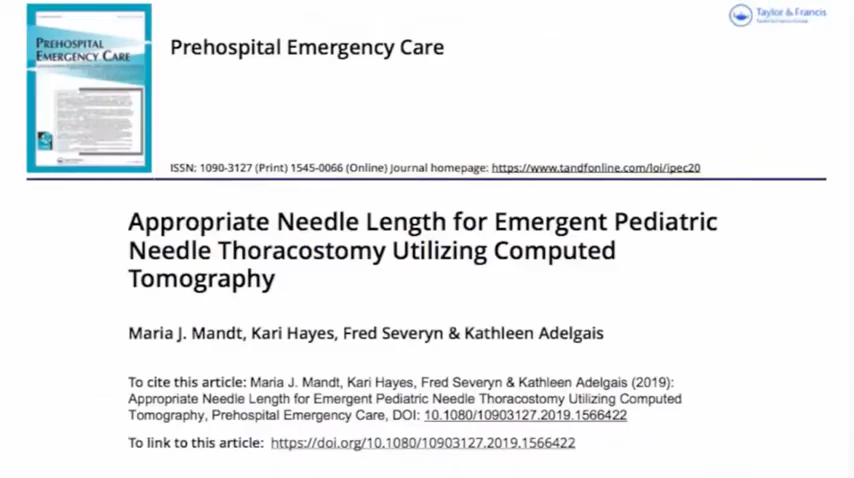 Taylor & Francis
PREHOSPITAL
EMERGENCY CARE
Prehospital Emergency Care
ISSN: 1090-3127 (Print) 1545-0066 (Online) Journal homepage: https://www.tandfonline.com/loi/ipec20
Appropriate Needle Length for Emergent Pediatric
Needle Thoracostomy Utilizing Computed
Tomography
Maria J. Mandt, Kari Hayes, Fred Severyn & Kathleen Adelgais
To cite this article: Maria J. Mandt, Kari Hayes, Fred Severyn & Kathleen Adelgais (2019):
Appropriate Needle Length for Emergent Pediatric Needle Thoracostomy Utilizing Computed
Tomography, Prehospital Emergency Care, DOI: 10.1080/10903127.2019.1566422
To link to this article: https://doi.org/10.1080/10903127.2019.1566422